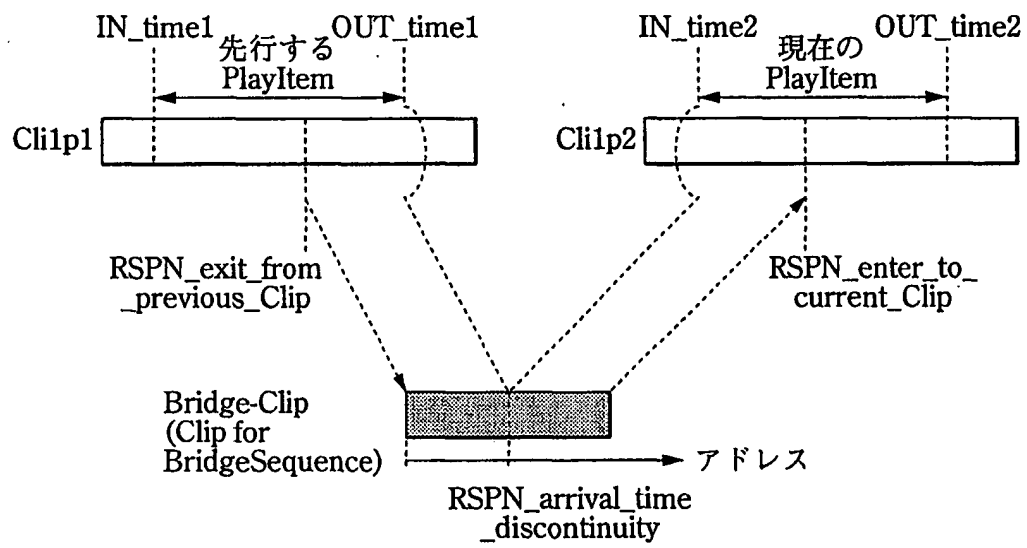 IN_time1
OUT_time1
先行する
PlayItem
IN_time2
OUT_time2
現在の
PlayItem
Cli1p1
Cli1p2
RSPN_exit_from
_previous_Clip
RSPN_enter_to_
current_Clip
Bridge-Clip
(Clip for
BridgeSequence)
アドレス
RSPN_arrival_time
_discontinuity